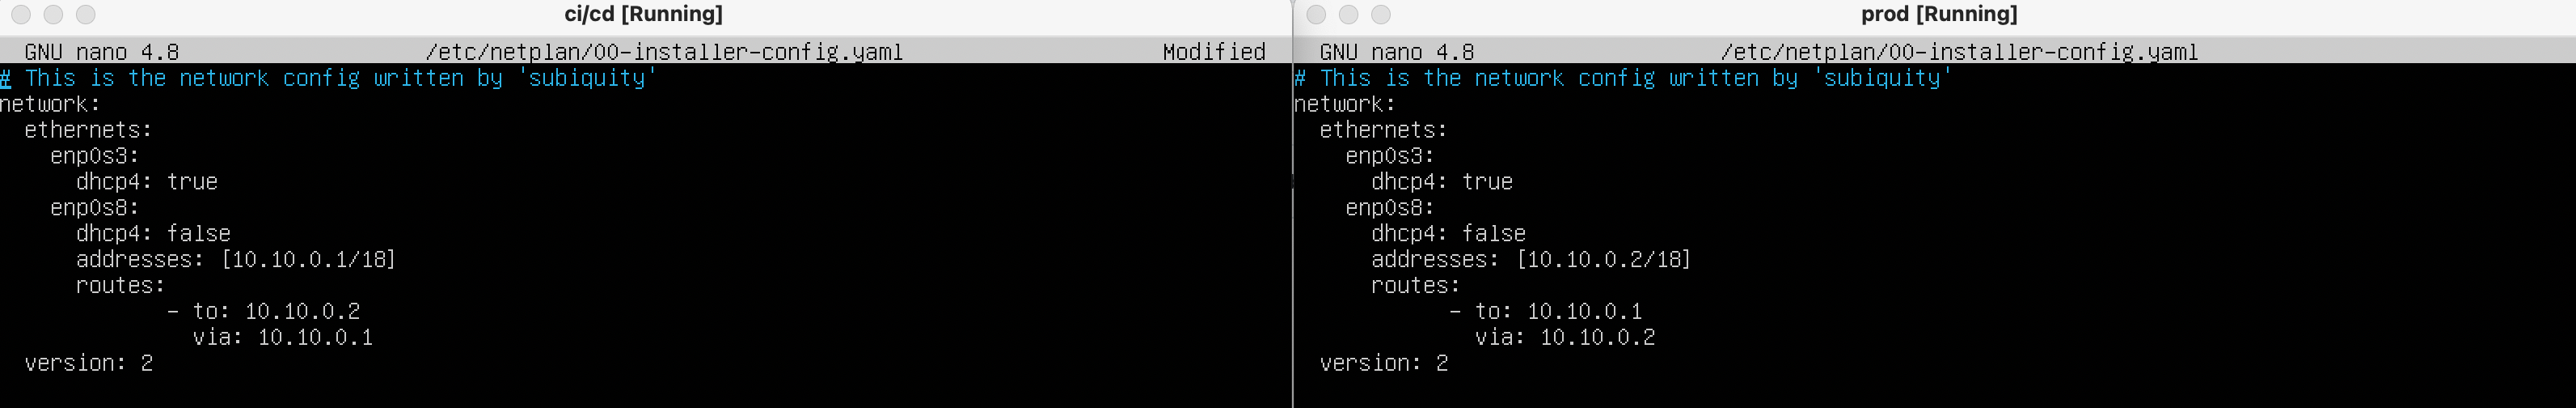 ci/cd [Running]
GNU nano 4.8 /etc/netplan/00-installer-config.yaml Modified
# This is the network config written by 'subiquity'
network:
  ethernets:
    enp0s3:
      dhcp4: true
    enp0s8:
      dhcp4: false
      addresses: [10.10.0.1/18]
      routes:
             - to: 10.10.0.2
               via: 10.10.0.1
  version: 2
prod [Running]
GNU nano 4.8 /etc/netplan/00-installer-config.yaml
# This is the network config written by 'subiquity'
network:
  ethernets:
    enp0s3:
      dhcp4: true
    enp0s8:
      dhcp4: false
      addresses: [10.10.0.2/18]
      routes:
            - to: 10.10.0.1
              via: 10.10.0.2
  version: 2